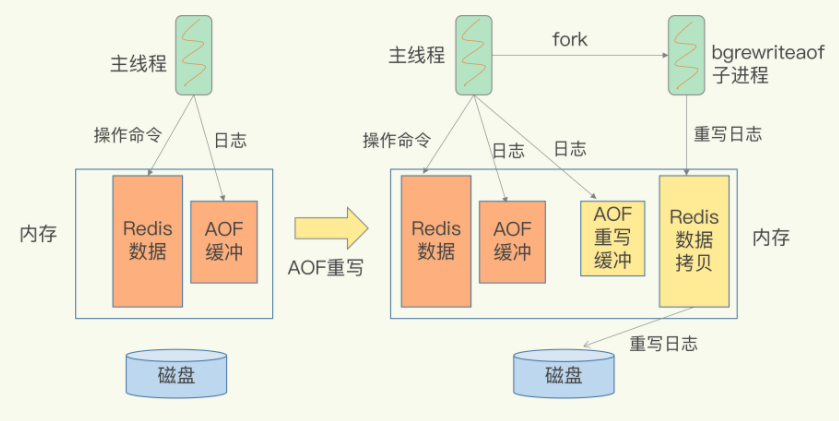 主线程
操作命令
日志
内存
Redis
数据
AOF
缓冲
磁盘
AOF重写
主线程
fork
bgrewriteaof
子进程
操作命令
日志
日志
重写日志
Redis
数据
AOF
缓冲
AOF
重写
缓冲
Redis
数据
拷贝
内存
重写日志
磁盘